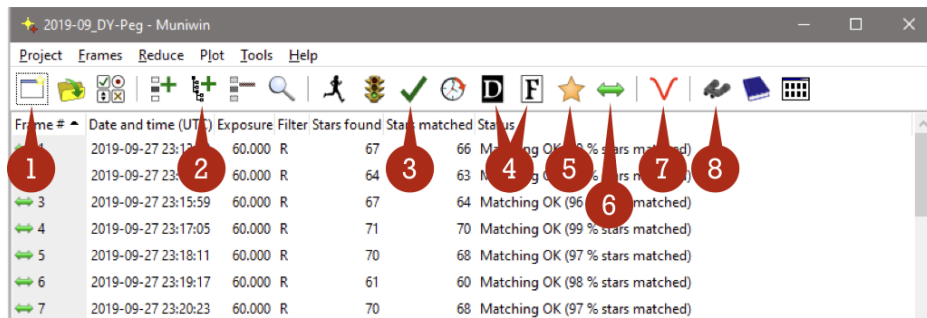 2019-09_DY-Peg - Muniwin
Project Frames Reduce Plot Tools Help
D F
Frame # Date and time (UTC) Exposure Filter Stars found Stars matched Status
2019-09-27 60.000 R 67 66 Matching OK % stars matched)
1 2 3 4 5 6 7 8
2019-09-27 60.000 R 64 63
3 2019-09-27 23:15:59 60.000 R 67 64 Matching OK (96 matched)
4 2019-09-27 23:17:05 60.000 R 71 70 Matching OK (99 % stars matched)
5 2019-09-27 23:18:11 60.000 R 70 68 Matching OK (97 % stars matched)
6 2019-09-27 23:19:17 60.000 R 61 60 Matching OK (98 % stars matched)
7 2019-09-27 23:20:23 60.000 R 70 68 Matching OK (97 % stars matched)